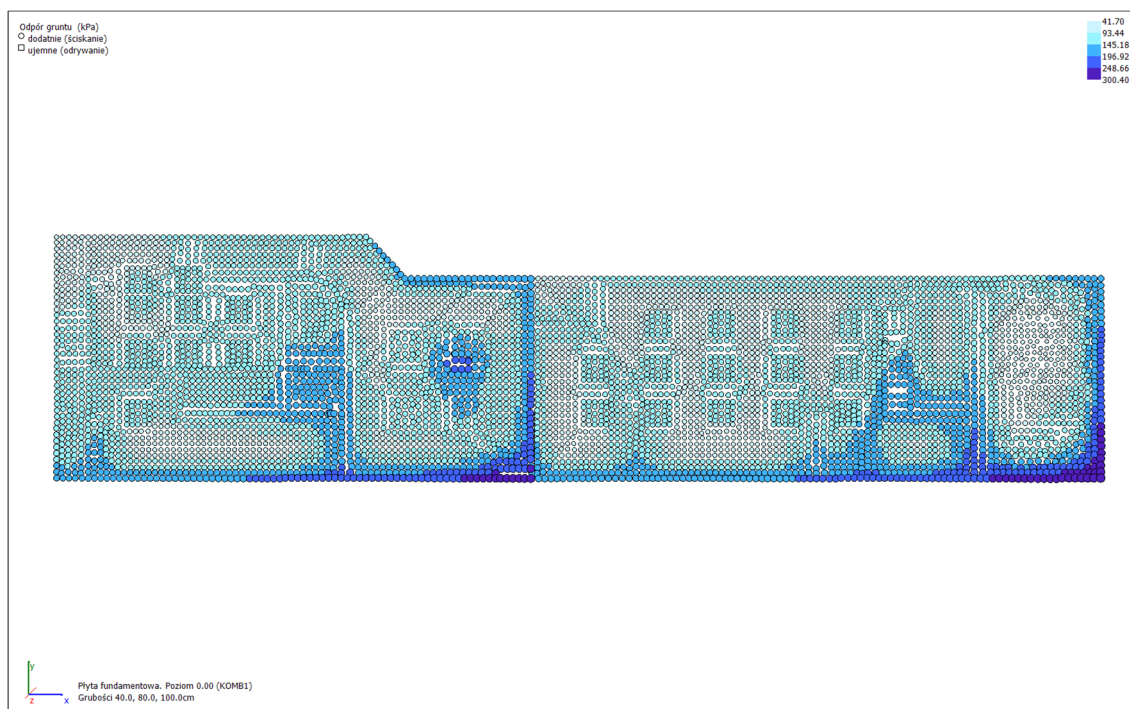 Odpór gruntu (kPa)
dodatnie (ściskanie)
ujemne (odrywanie)
41.70
93.44
145.18
196.92
248.66
300.40
y
z
x
Płyta fundamentowa. Poziom 0.00 (KOMB1)
Grubości 40.0, 80.0, 100.0cm